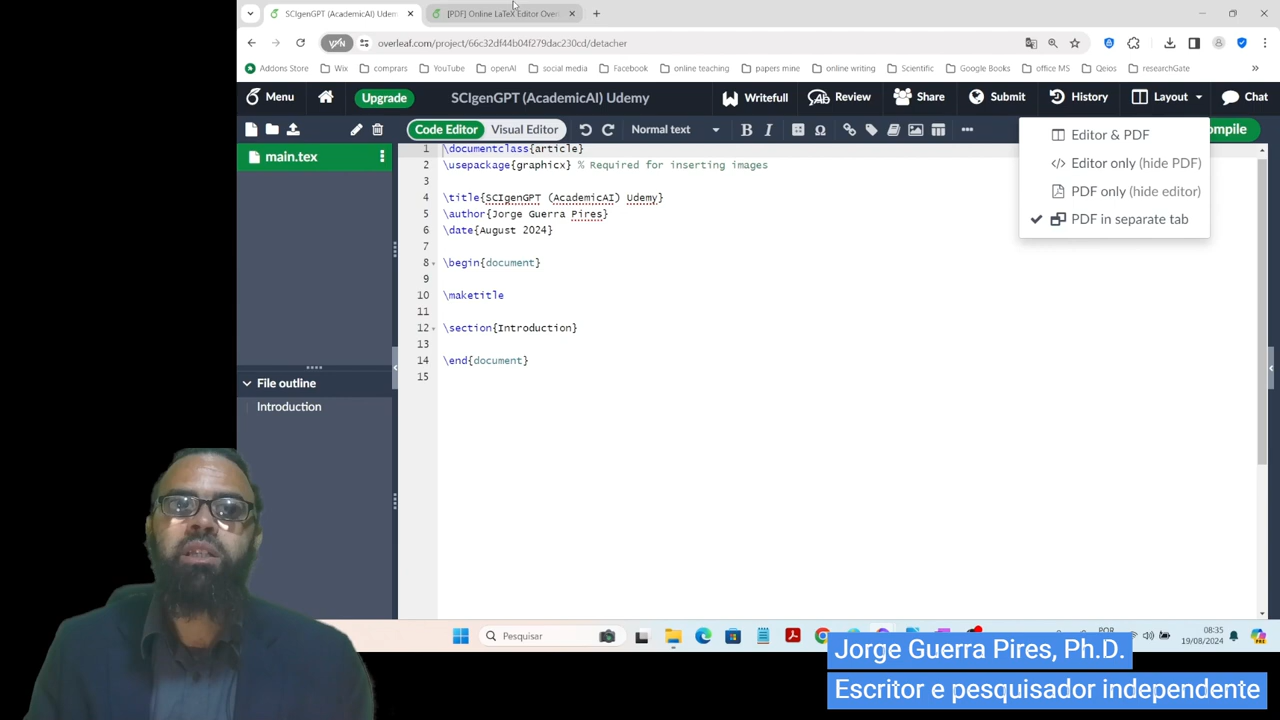 SCIgenGPT (AcademicAI) Udem
[PDF] Online LaTeX Editor Over
VPN
overleaf.com/project/66c32df44b04f279dac230cd/detacher
Addons Store
Wix
comprars
YouTube
openAI
social media
Facebook
online teaching
papers mine
online writing
Scientific
Google Books
office MS
Qeios
researchGate
»
Menu
Upgrade
SCIgenGPT (AcademicAI) Udemy
Writefull
Review
Share
Submit
History
Layout
Chat
Code Editor
Visual Editor
Normal text
B
I
Ω
main.tex
Editor & PDF
Editor only (hide PDF)
PDF only (hide editor)
PDF in separate tab
1 \documentclass{article}
2 \usepackage{graphicx} % Required for inserting images
3
4 \title{SCIgenGPT (AcademicAI) Udemy}
5 \author{Jorge Guerra Pires}
6 \date{August 2024}
7
8 \begin{document}
9
10 \maketitle
11
12 \section{Introduction}
13
14 \end{document}
15
File outline
Introduction
Pesquisar
POR
08:35
19/08/2024
Jorge Guerra Pires, Ph.D.
Escritor e pesquisador independente